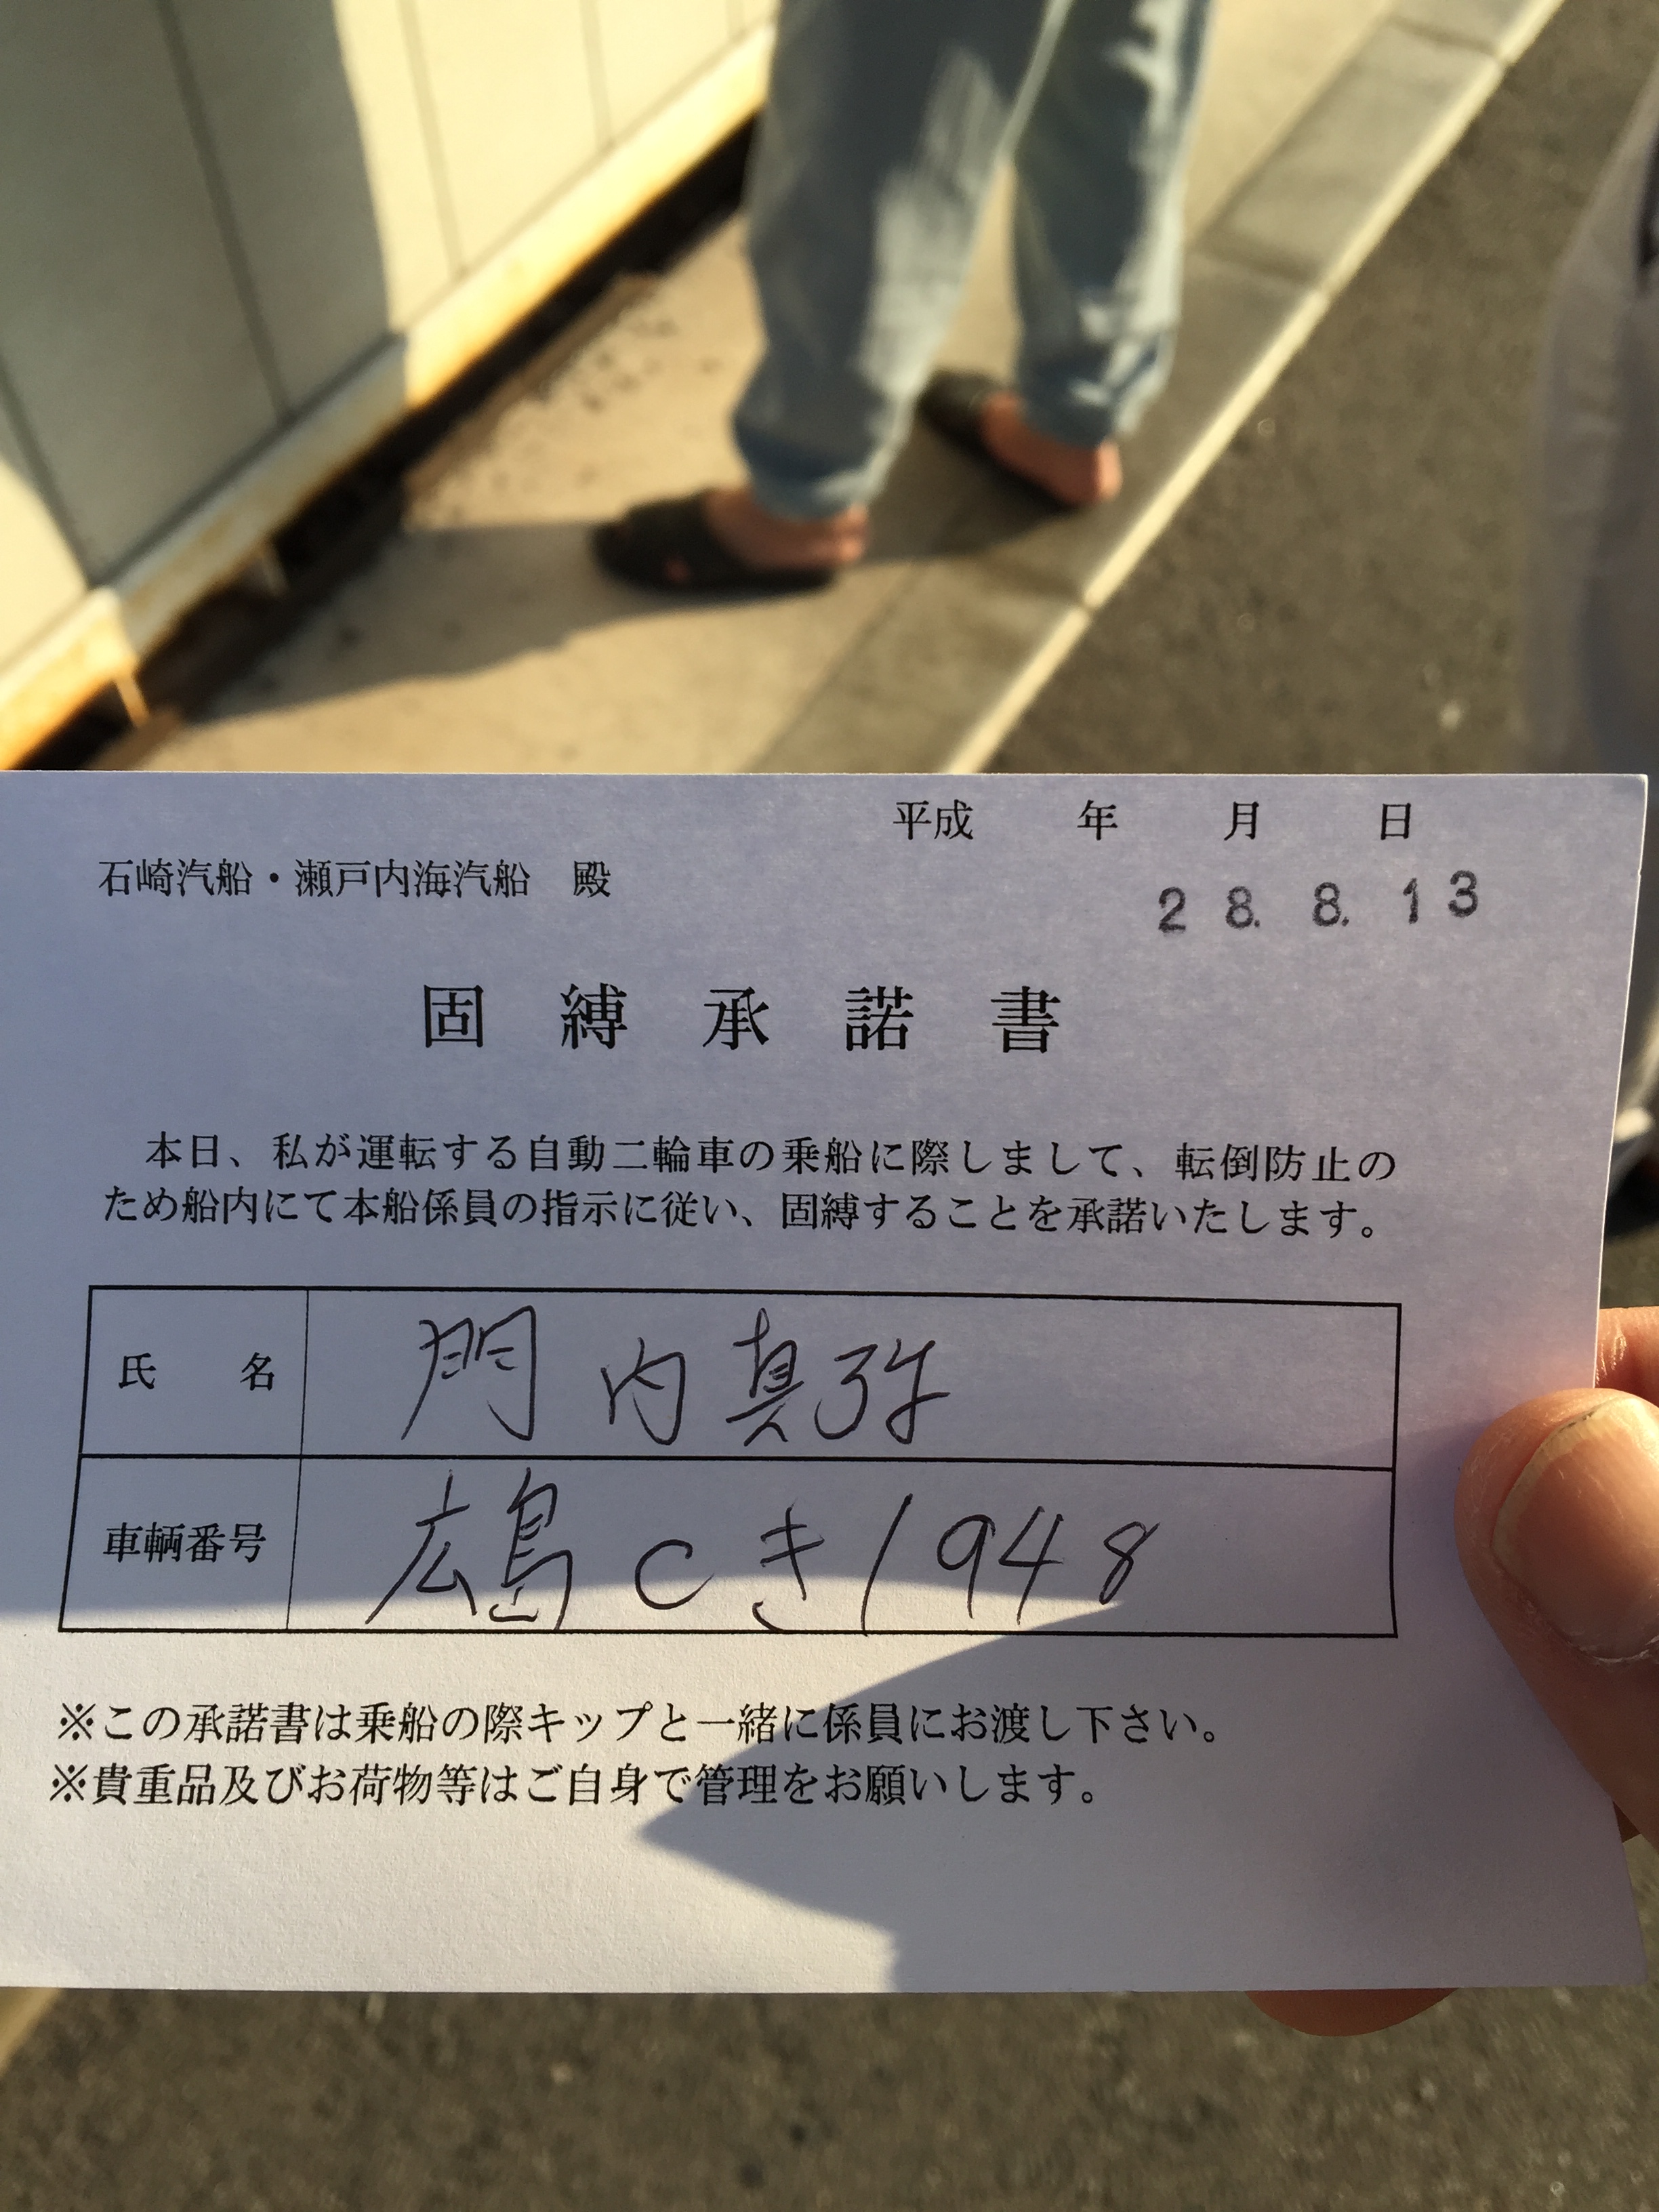 平成 年 月 日
石崎汽船・瀬戸内海汽船 殿
28. 8. 13
固縛承諾書
本日、私が運転する自動二輪車の乗船に際しまして、転倒防止の
ため船内にて本船係員の指示に従い、固縛することを承諾いたします。
氏 名 門内真弥
車輌番号 広島 C き 1948
※この承諾書は乗船の際キップと一緒に係員にお渡し下さい。
※貴重品及びお荷物等はご自身で管理をお願いします。